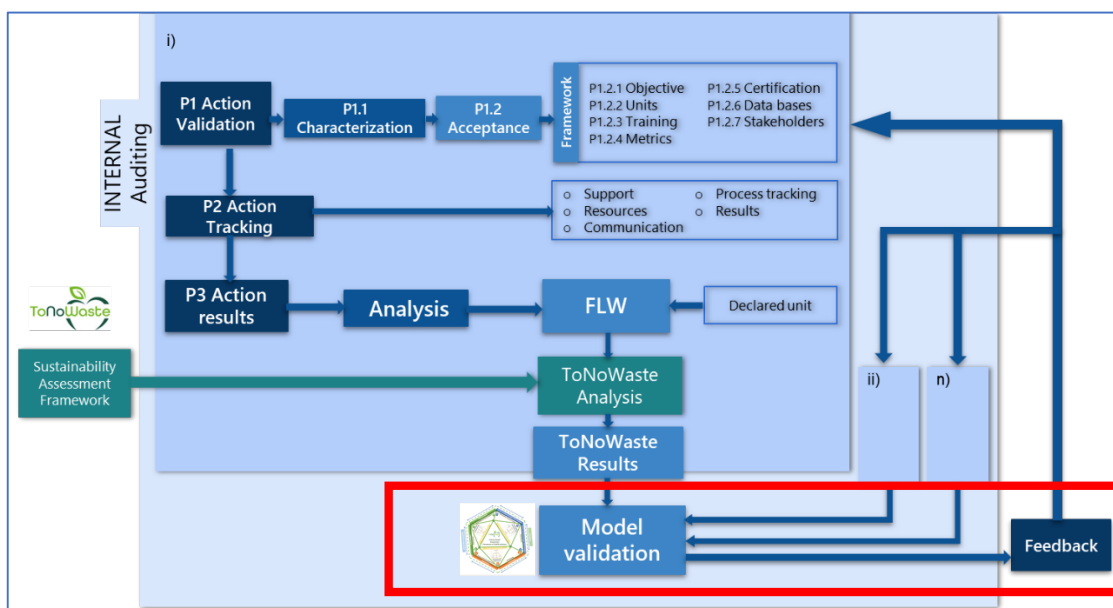 i)
INTERNAL
Auditing
P1 Action
Validation
P1.1
Characterization
P1.2
Acceptance
Framework
P1.2.1 Objective
P1.2.2 Units
P1.2.3 Training
P1.2.4 Metrics
P1.2.5 Certification
P1.2.6 Data bases
P1.2.7 Stakeholders
P2 Action
Tracking
o Support
o Resources
o Communication
o Process tracking
o Results
P3 Action
results
Analysis
FLW
Declared unit
ToNoWaste
Sustainability
Assessment
Framework
ToNoWaste
Analysis
ii)
n)
ToNoWaste
Results
Model
validation
Feedback